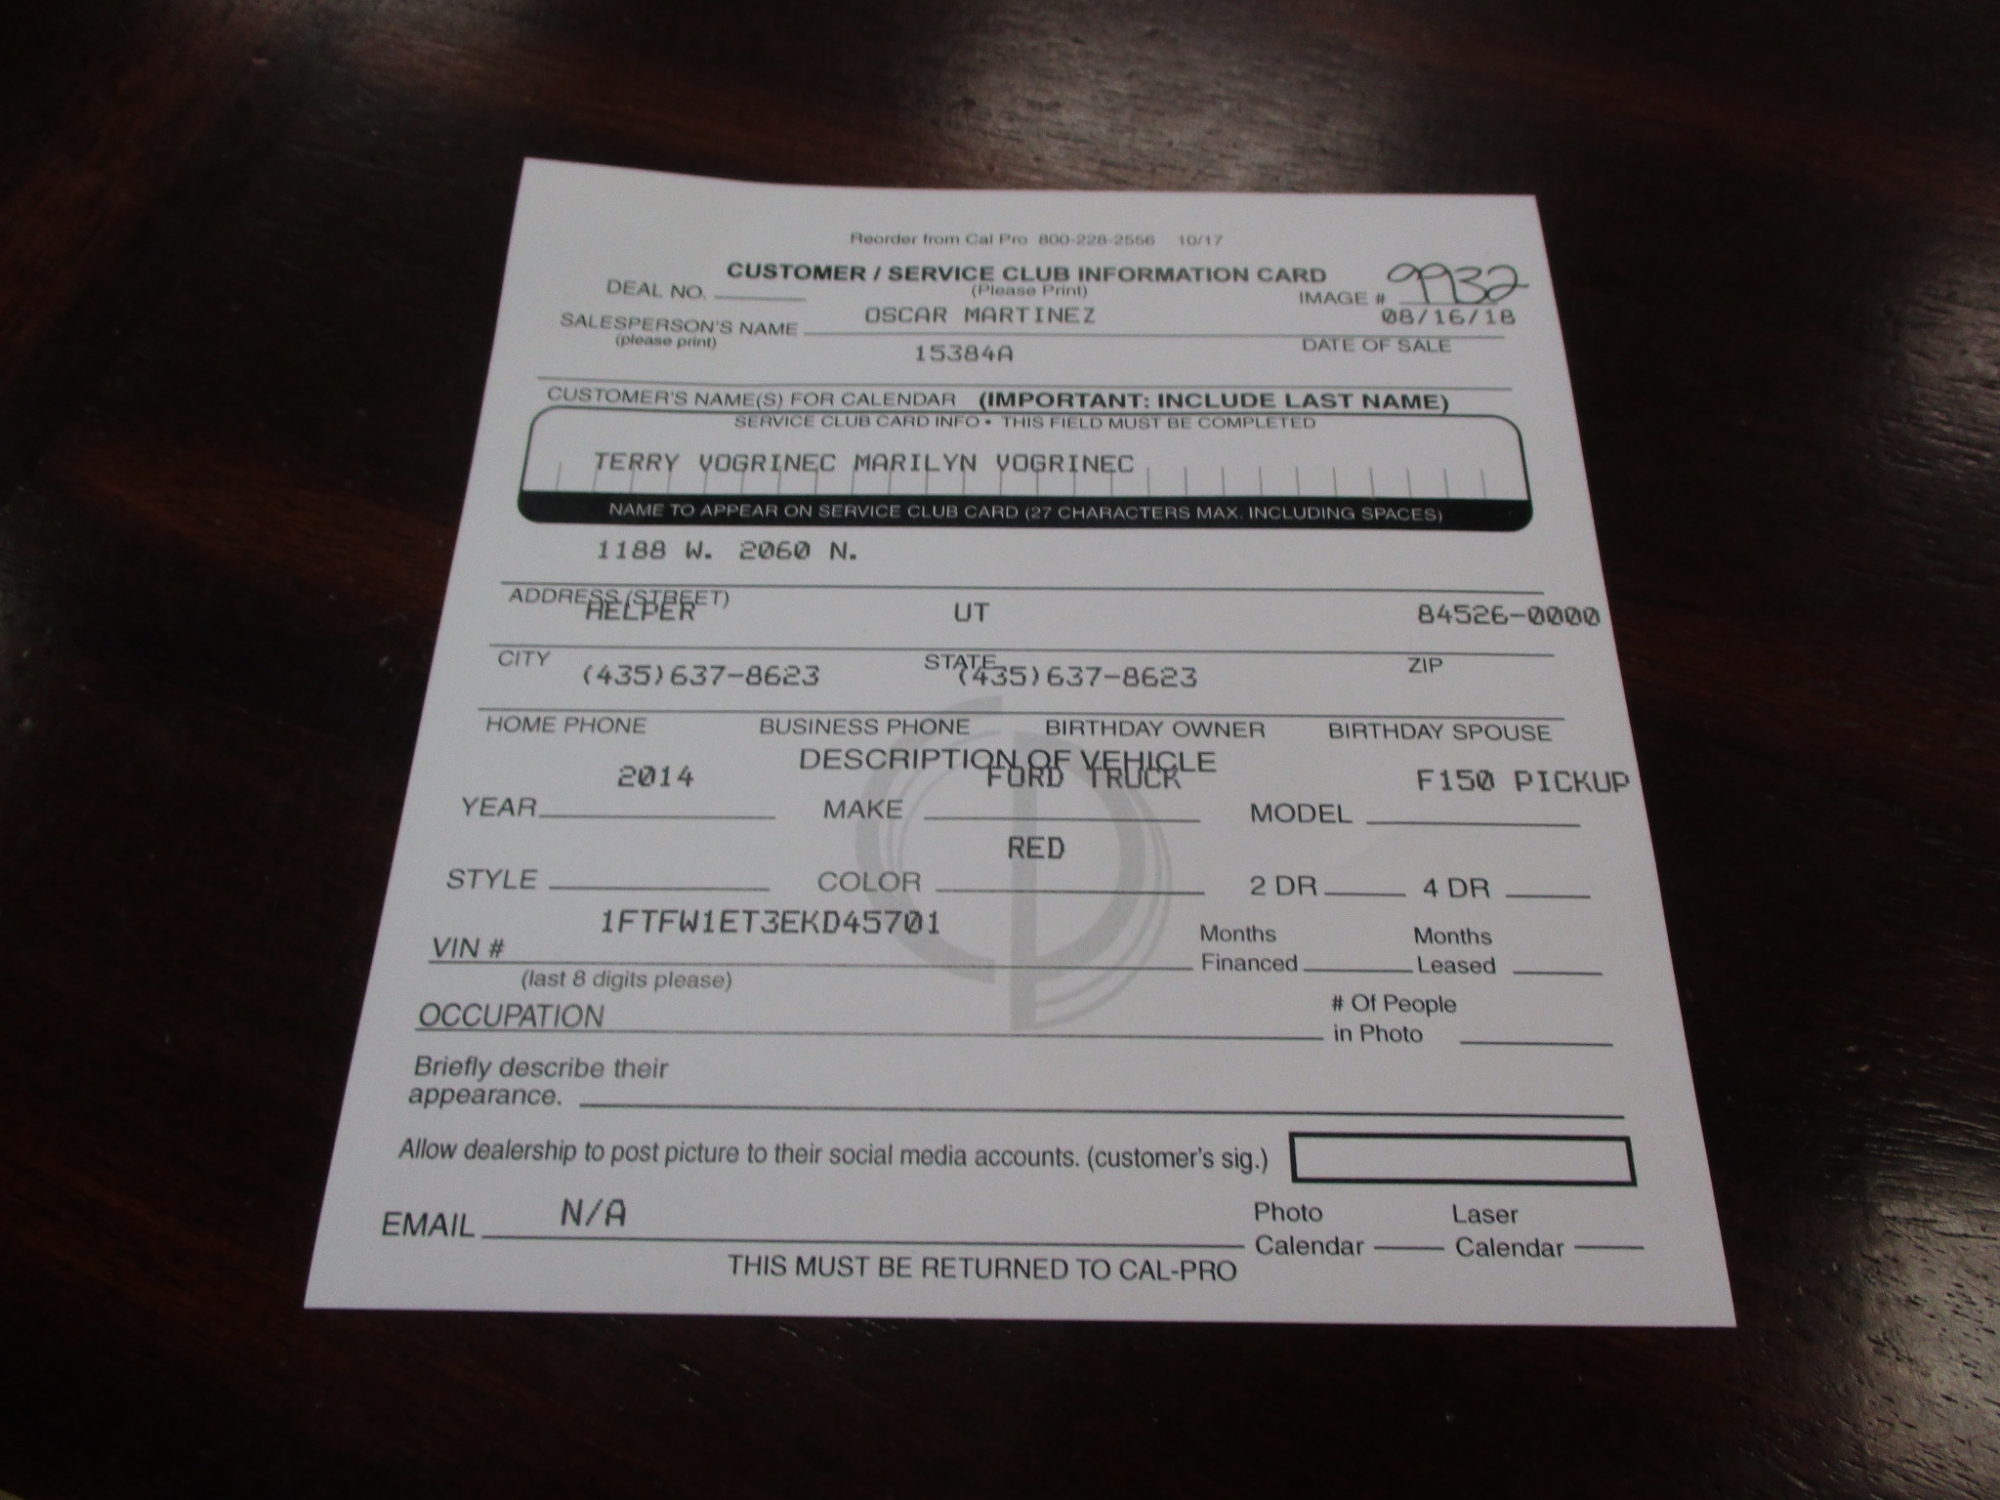 Reorder from Cal Pro 800-228-2556 10/17
CUSTOMER / SERVICE CLUB INFORMATION CARD
(Please Print)
DEAL NO. IMAGE # 9932
SALESPERSON'S NAME OSCAR MARTINEZ 08/16/18
(please print) DATE OF SALE
15384A
CUSTOMER'S NAME(S) FOR CALENDAR (IMPORTANT: INCLUDE LAST NAME)
SERVICE CLUB CARD INFO • THIS FIELD MUST BE COMPLETED
TERRY VOGRINEC MARILYN VOGRINEC
NAME TO APPEAR ON SERVICE CLUB CARD (27 CHARACTERS MAX. INCLUDING SPACES)
1188 W. 2060 N.
ADDRESS (STREET)
HELPER UT 84526-0000
CITY STATE ZIP
(435)637-8623 (435)637-8623
HOME PHONE BUSINESS PHONE BIRTHDAY OWNER BIRTHDAY SPOUSE
DESCRIPTION OF VEHICLE
2014 FORD TRUCK F150 PICKUP
YEAR MAKE MODEL
RED
STYLE COLOR 2 DR 4 DR
1FTFW1ET3EKD45701
VIN # Months Financed Months Leased
(last 8 digits please)
OCCUPATION # Of People in Photo
Briefly describe their
appearance.
Allow dealership to post picture to their social media accounts. (customer's sig.)
EMAIL N/A Photo Calendar Laser Calendar
THIS MUST BE RETURNED TO CAL-PRO